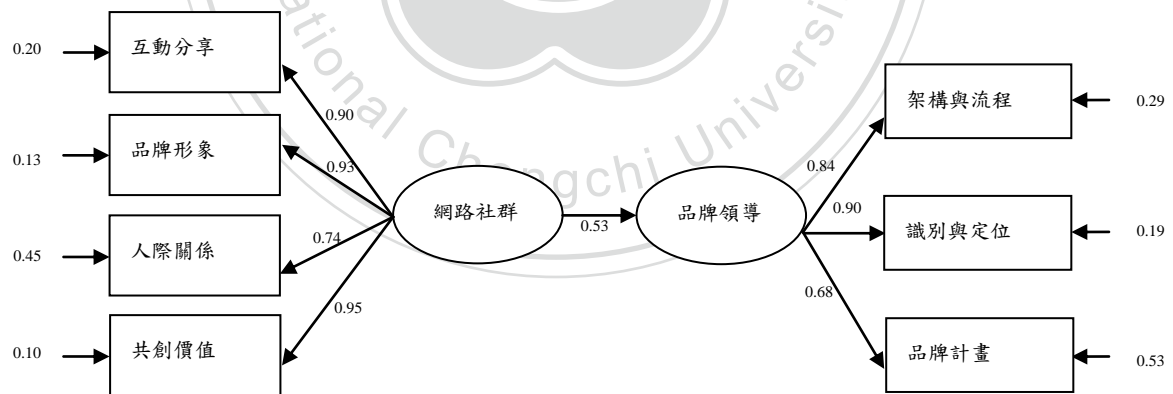 0.20
互動分享
0.90
0.13
品牌形象
0.93
0.45
人際關係
0.74
0.10
共創價值
0.95
網路社群
0.53
品牌領導
0.84
架構與流程
0.29
0.90
識別與定位
0.19
0.68
品牌計畫
0.53
ational Chengchi Universi